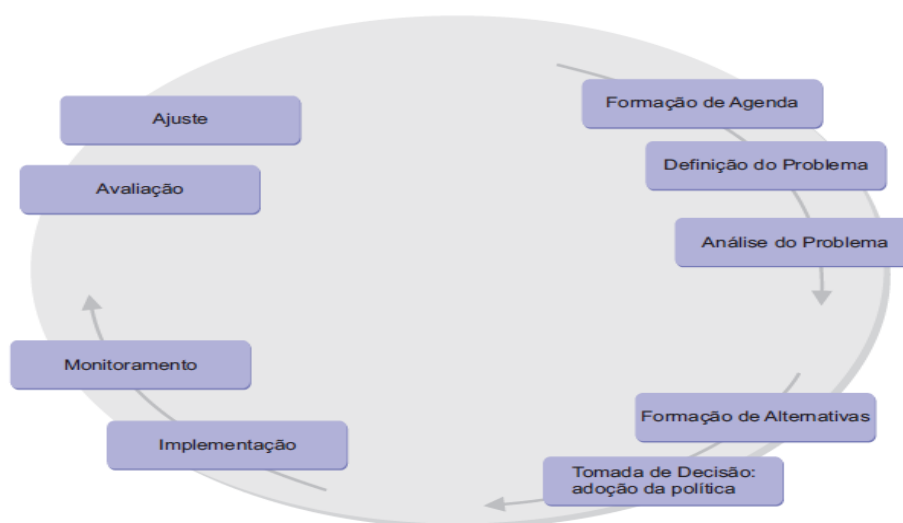 Formação de Agenda
Definição do Problema
Análise do Problema
Formação de Alternativas
Tomada de Decisão:
adoção da política
Implementação
Monitoramento
Avaliação
Ajuste